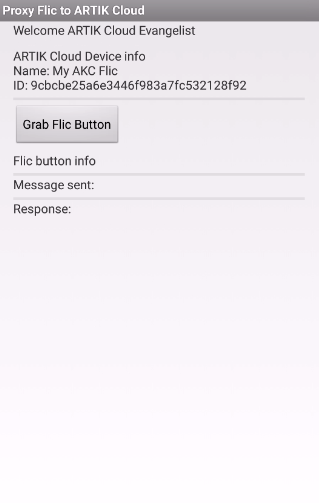 Proxy Flic to ARTIK Cloud
Welcome ARTIK Cloud Evangelist
ARTIK Cloud Device info
Name: My AKC Flic
ID: 9cbcbe25a6e3446f983a7fc532128f92
Grab Flic Button
Flic button info
Message sent:
Response: